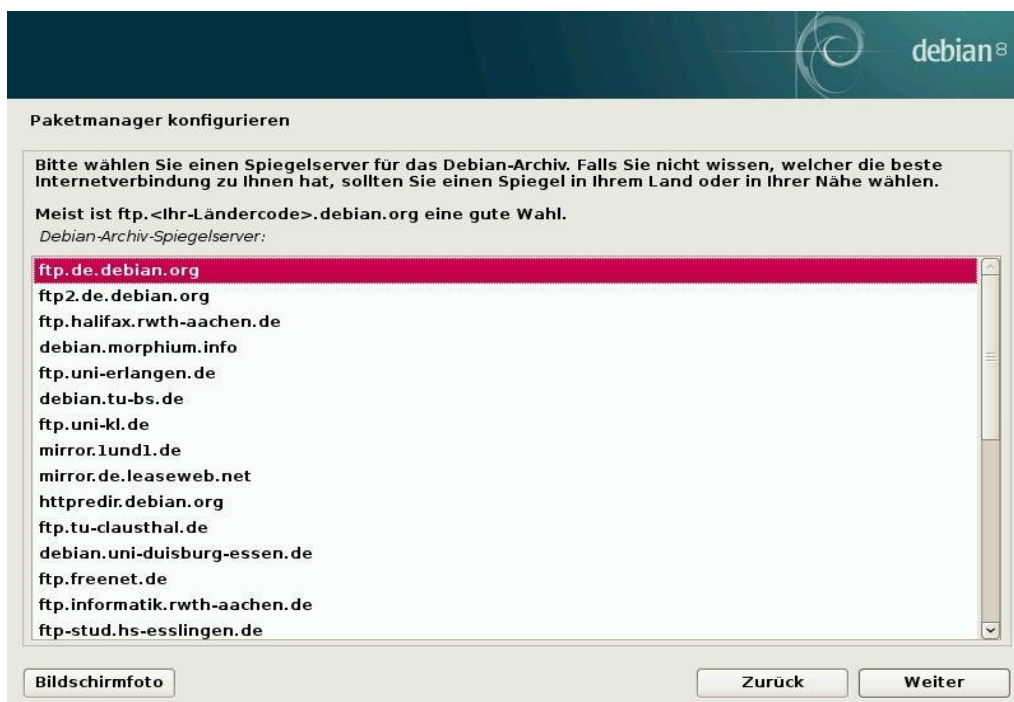 debian 8
Paketmanager konfigurieren
Bitte wählen Sie einen Spiegelserver für das Debian-Archiv. Falls Sie nicht wissen, welcher die beste
Internetverbindung zu Ihnen hat, sollten Sie einen Spiegel in Ihrem Land oder in Ihrer Nähe wählen.
Meist ist ftp.<Ihr-Ländercode>.debian.org eine gute Wahl.
Debian-Archiv-Spiegelserver:
ftp.de.debian.org
ftp2.de.debian.org
ftp.halifax.rwth-aachen.de
debian.morphium.info
ftp.uni-erlangen.de
debian.tu-bs.de
ftp.uni-kl.de
mirror.1und1.de
mirror.de.leaseweb.net
httpredir.debian.org
ftp.tu-clausthal.de
debian.uni-duisburg-essen.de
ftp.freenet.de
ftp.informatik.rwth-aachen.de
ftp-stud.hs-esslingen.de
Bildschirmfoto Zurück Weiter